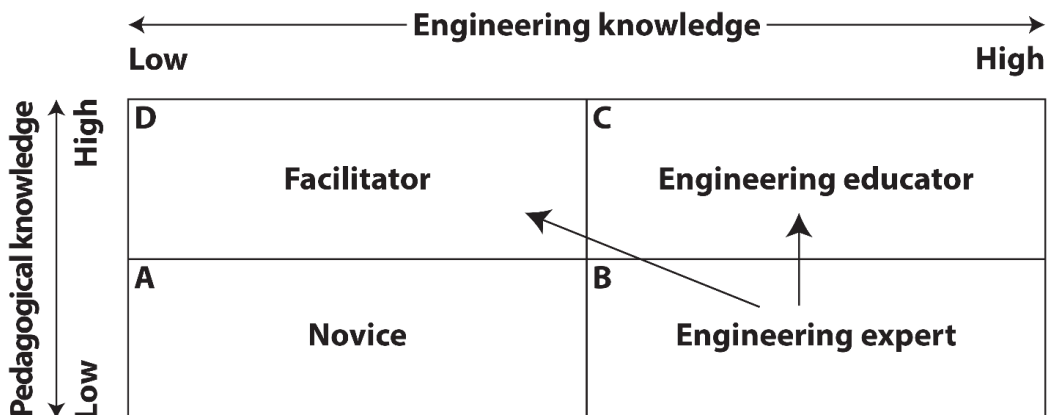 Engineering knowledge
Low
High
Pedagogical knowledge
High
Low
D
Facilitator
C
Engineering educator
A
Novice
B
Engineering expert